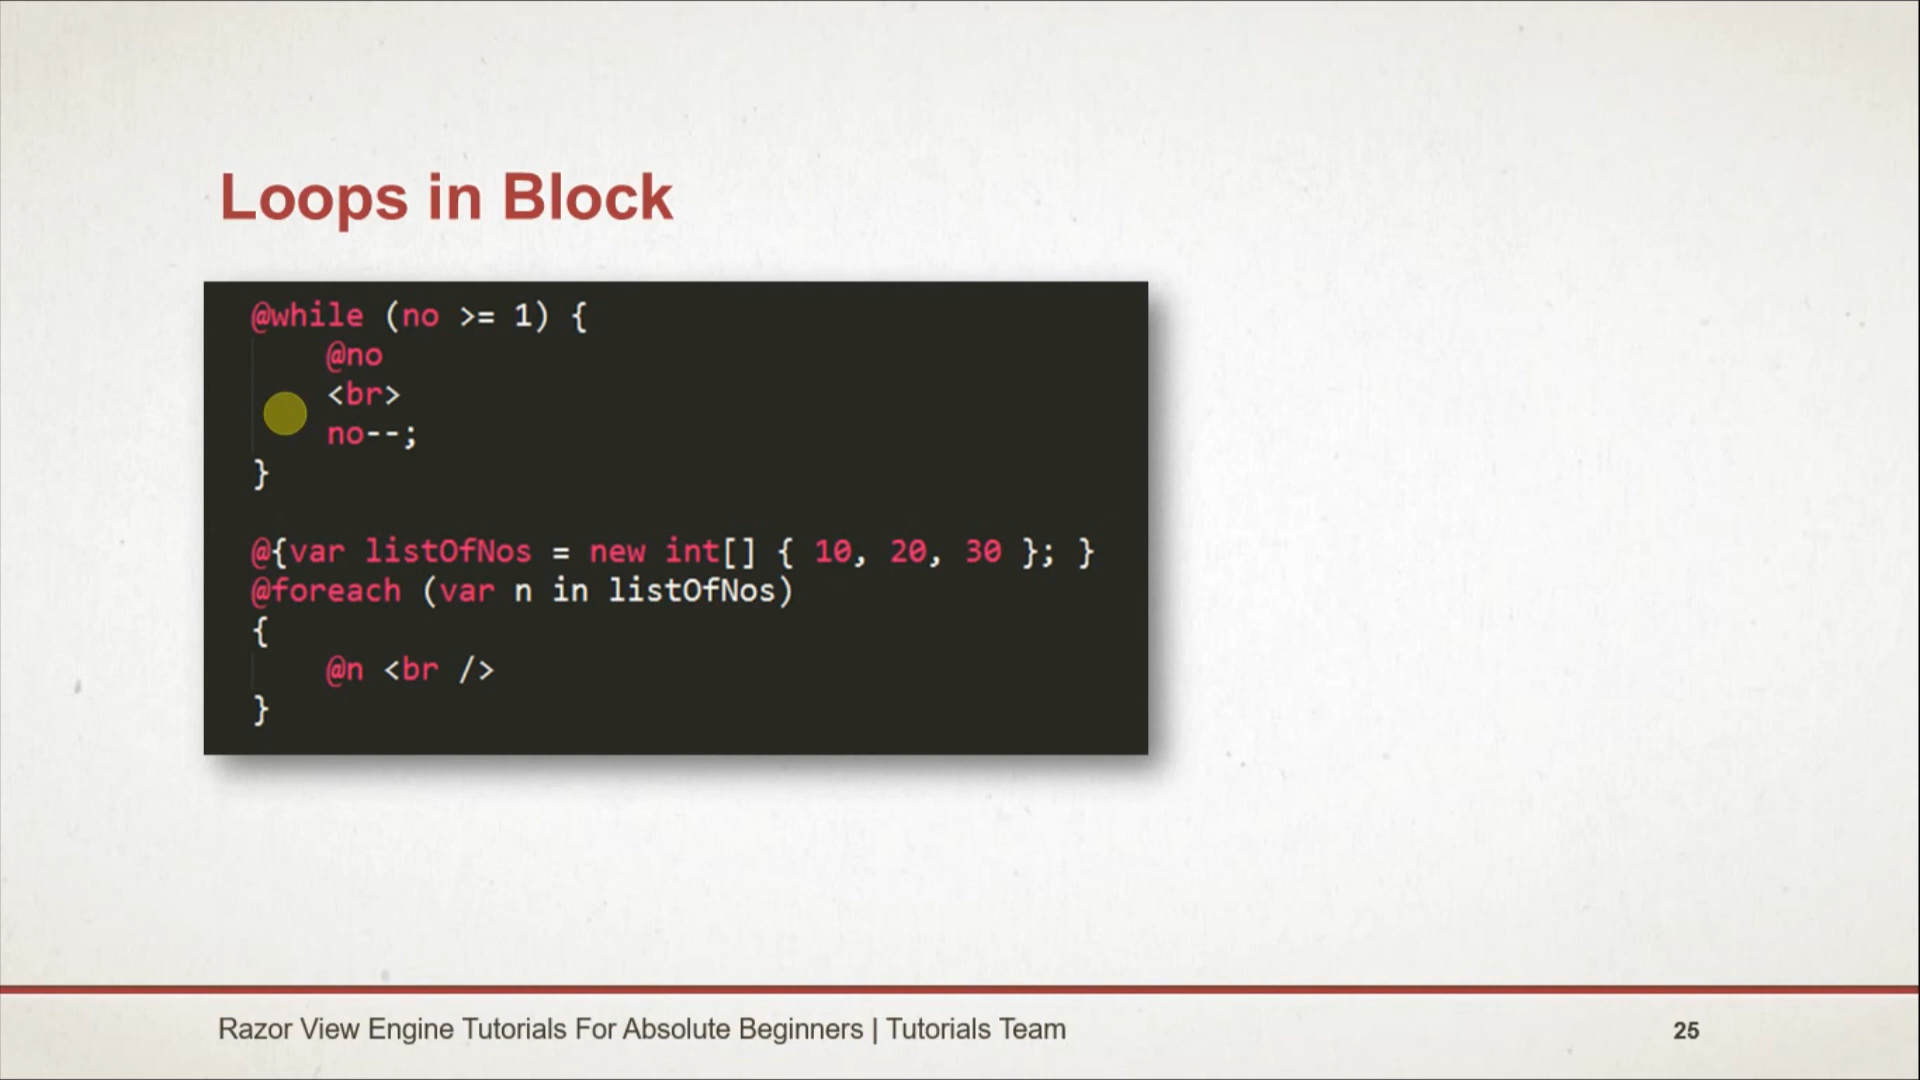 Loops in Block
@while (no >= 1) {
@no
<br>
no--;
}
@{var listOfNos = new int[] { 10, 20, 30 }; }
@foreach (var n in listOfNos)
{
@n <br />
}
Razor View Engine Tutorials For Absolute Beginners | Tutorials Team
25